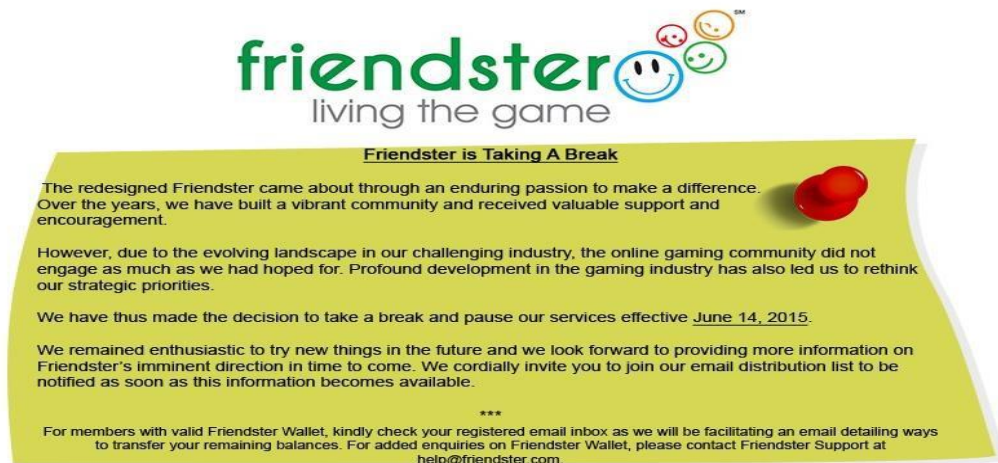 SM
friendster
living the game
Friendster is Taking A Break
The redesigned Friendster came about through an enduring passion to make a difference.
Over the years, we have built a vibrant community and received valuable support and
encouragement.
However, due to the evolving landscape in our challenging industry, the online gaming community did not
engage as much as we had hoped for. Profound development in the gaming industry has also led us to rethink
our strategic priorities.
We have thus made the decision to take a break and pause our services effective June 14, 2015.
We remained enthusiastic to try new things in the future and we look forward to providing more information on
Friendster's imminent direction in time to come. We cordially invite you to join our email distribution list to be
notified as soon as this information becomes available.
***
For members with valid Friendster Wallet, kindly check your registered email inbox as we will be facilitating an email detailing ways
to transfer your remaining balances. For added enquiries on Friendster Wallet, please contact Friendster Support at
help@friendster.com